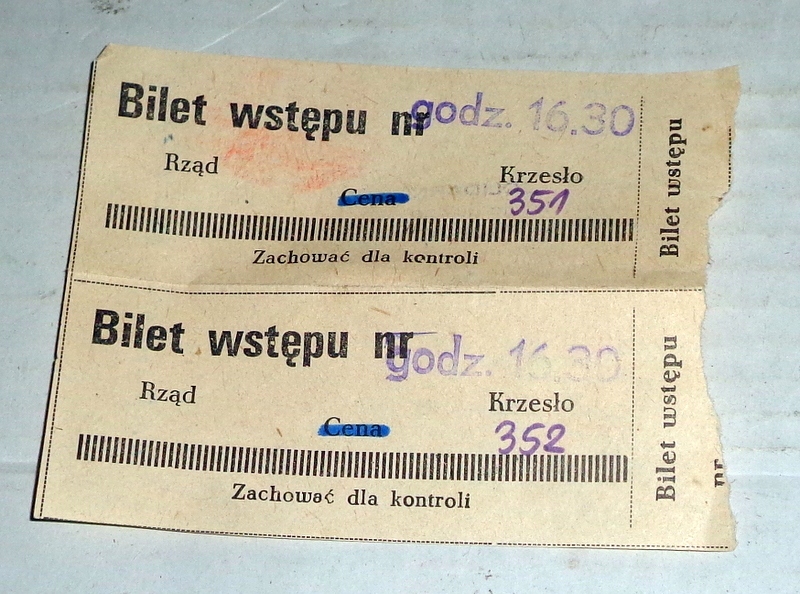 Bilet wstępu nr godz. 16.30
Rząd Krzesło
Cena 351
Zachować dla kontroli
Bilet wstępu
Bilet wstępu nr godz. 16.30
Rząd Krzesło
Cena 352
Zachować dla kontroli
Bilet wstępu
nr